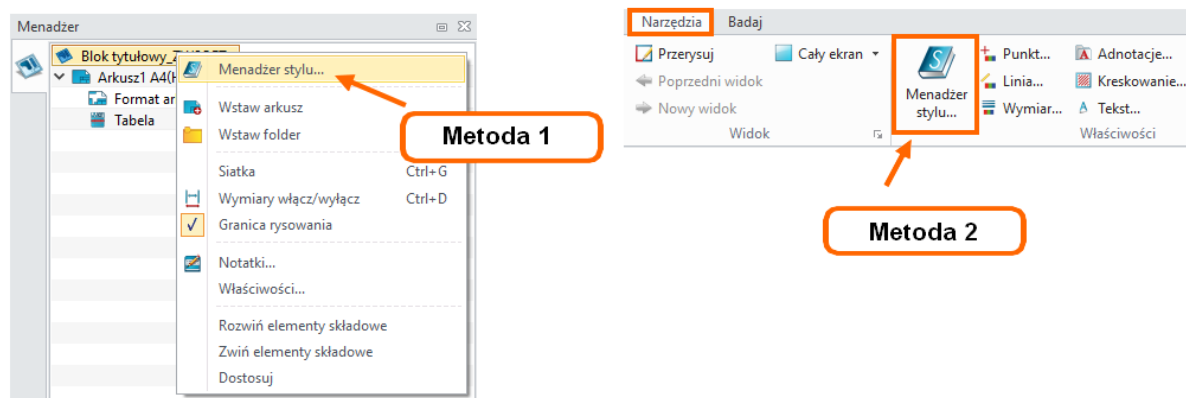 Menadżer
Blok tytułowy_
Arkusz1 A4(H
Format ar
Tabela
Menadżer stylu...
Wstaw arkusz
Wstaw folder
Siatka Ctrl+G
Wymiary włącz/wyłącz Ctrl+D
Granica rysowania
Notatki...
Właściwości...
Rozwiń elementy składowe
Zwiń elementy składowe
Dostosuj
Metoda 1
Narzędzia Badaj
Przerysuj
Poprzedni widok
Nowy widok
Cały ekran
Widok
Menadżer
stylu...
Punkt...
Linia...
Wymiar...
Adnotacje...
Kreskowanie...
Tekst...
Właściwości
Metoda 2